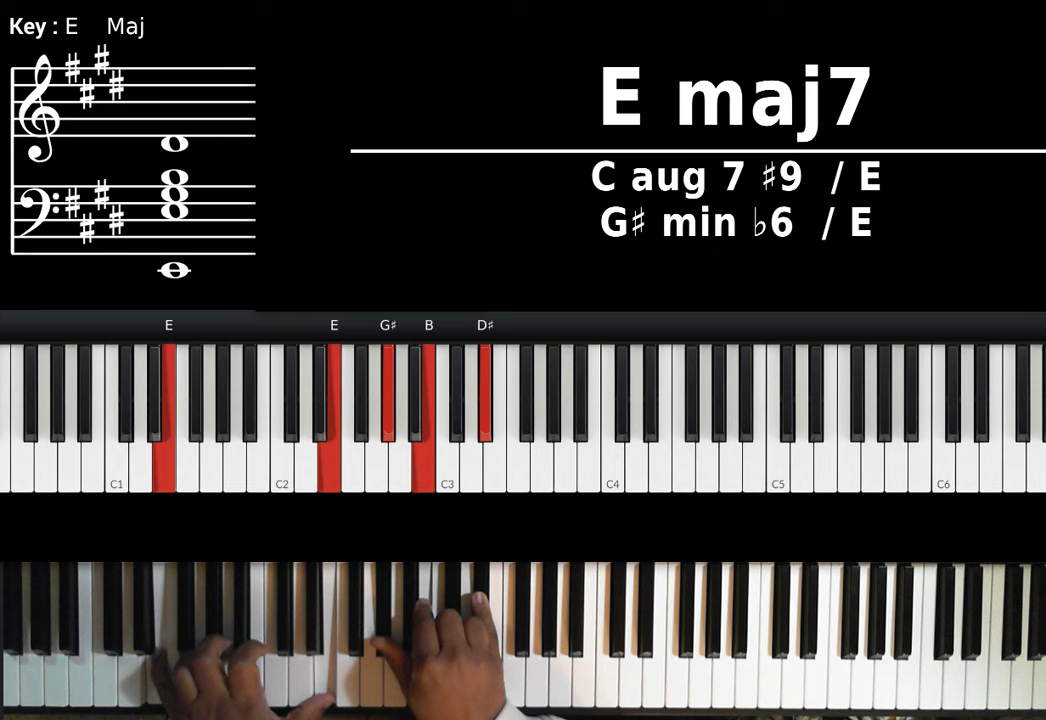 Key : E Maj
E maj7
C aug 7 ♯9 / E
G♯ min ♭6 / E
E E G♯ B D♯
C1 C2 C3 C4 C5 C6